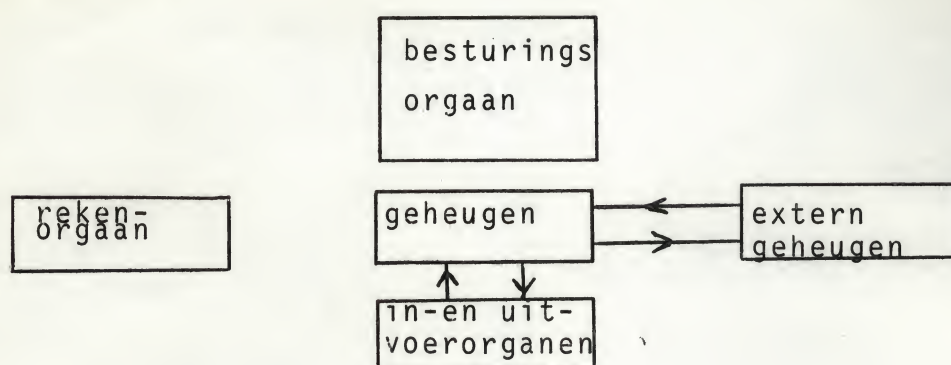 besturings
orgaan
reken-
orgaan
geheugen
extern
geheugen
in-en uit-
voerorganen